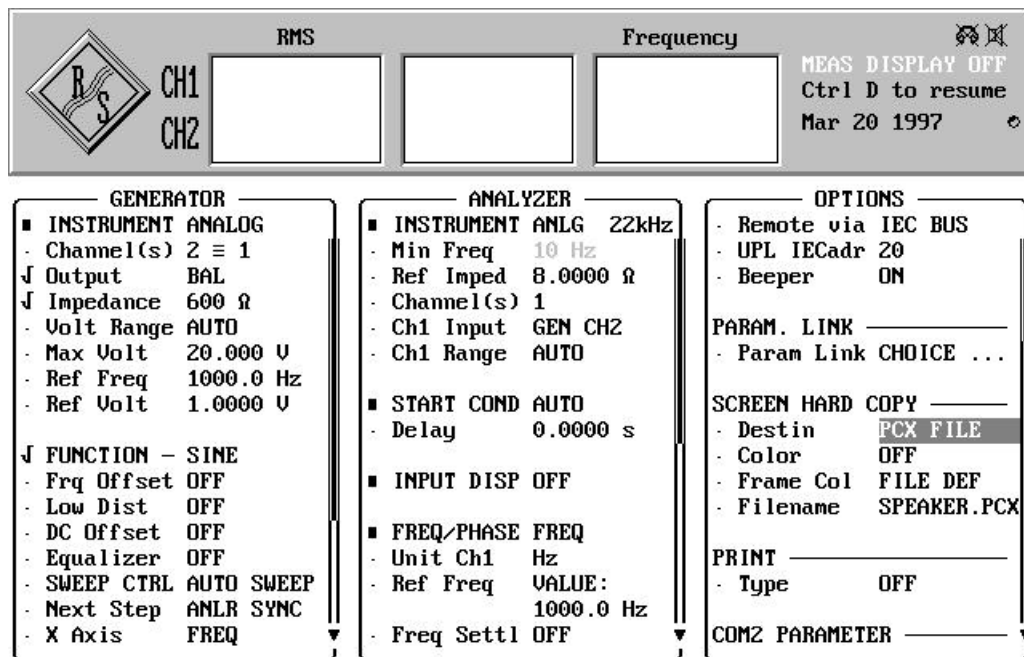 RMS
Frequency
MEAS DISPLAY OFF
Ctrl D to resume
Mar 20 1997
R
S
CH1
CH2
GENERATOR
INSTRUMENT ANALOG
Channel(s) 2 ≡ 1
Output BAL
Impedance 600 Ω
Volt Range AUTO
Max Volt 20.000 V
Ref Freq 1000.0 Hz
Ref Volt 1.0000 V
FUNCTION — SINE
Frq Offset OFF
Low Dist OFF
DC Offset OFF
Equalizer OFF
SWEEP CTRL AUTO SWEEP
Next Step ANLR SYNC
X Axis FREQ
ANALYZER
INSTRUMENT ANLG 22kHz
Min Freq 10 Hz
Ref Imped 8.0000 Ω
Channel(s) 1
Ch1 Input GEN CH2
Ch1 Range AUTO
START COND AUTO
Delay 0.0000 s
INPUT DISP OFF
FREQ/PHASE FREQ
Unit Ch1 Hz
Ref Freq VALUE:
1000.0 Hz
Freq Settl OFF
OPTIONS
Remote via IEC BUS
UPL IECadr 20
Beeper ON
PARAM. LINK
Param Link CHOICE ...
SCREEN HARD COPY
Destin PCX FILE
Color OFF
Frame Col FILE DEF
Filename SPEAKER.PCX
PRINT
Type OFF
COM2 PARAMETER